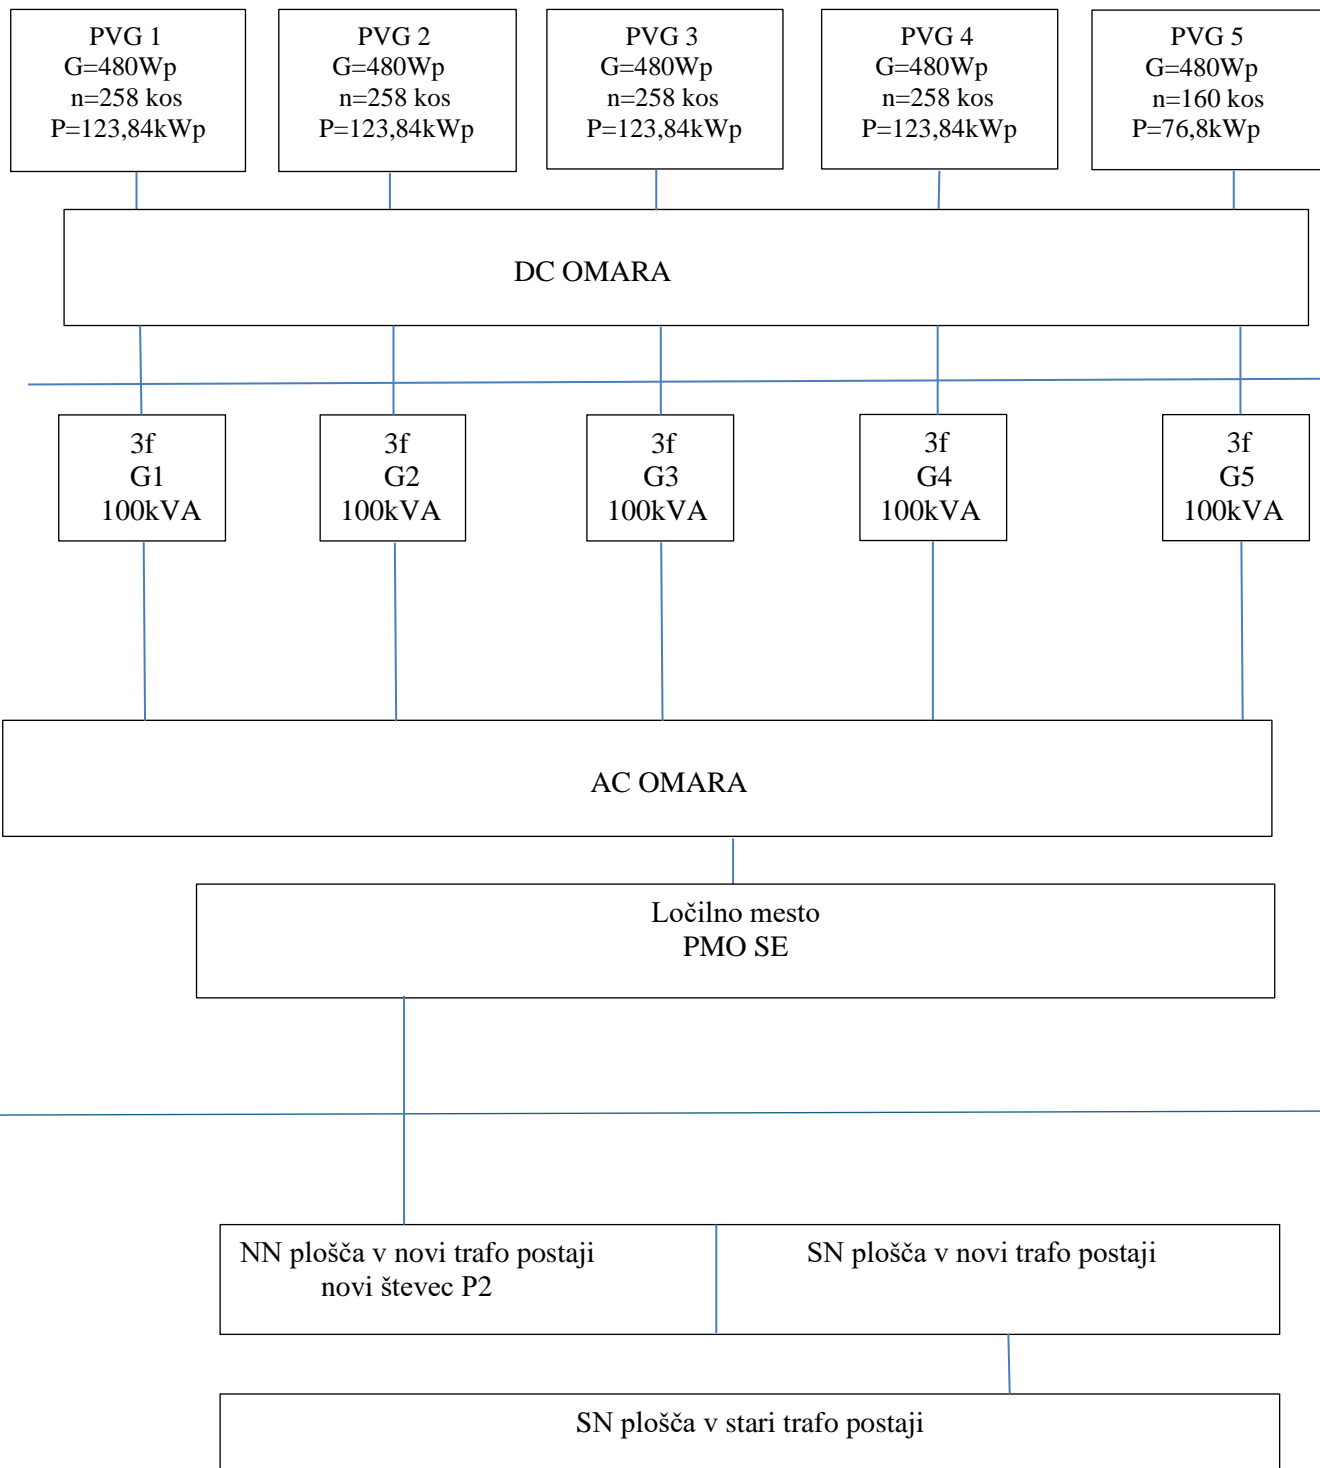 PVG 1
G=480Wp
n=258 kos
P=123,84kWp
PVG 2
G=480Wp
n=258 kos
P=123,84kWp
PVG 3
G=480Wp
n=258 kos
P=123,84kWp
PVG 4
G=480Wp
n=258 kos
P=123,84kWp
PVG 5
G=480Wp
n=160 kos
P=76,8kWp
DC OMARA
3f
G1
100kVA
3f
G2
100kVA
3f
G3
100kVA
3f
G4
100kVA
3f
G5
100kVA
AC OMARA
Ločilno mesto
PMO SE
NN plošča v novi trafo postaji
novi števec P2
SN plošča v novi trafo postaji
SN plošča v stari trafo postaji